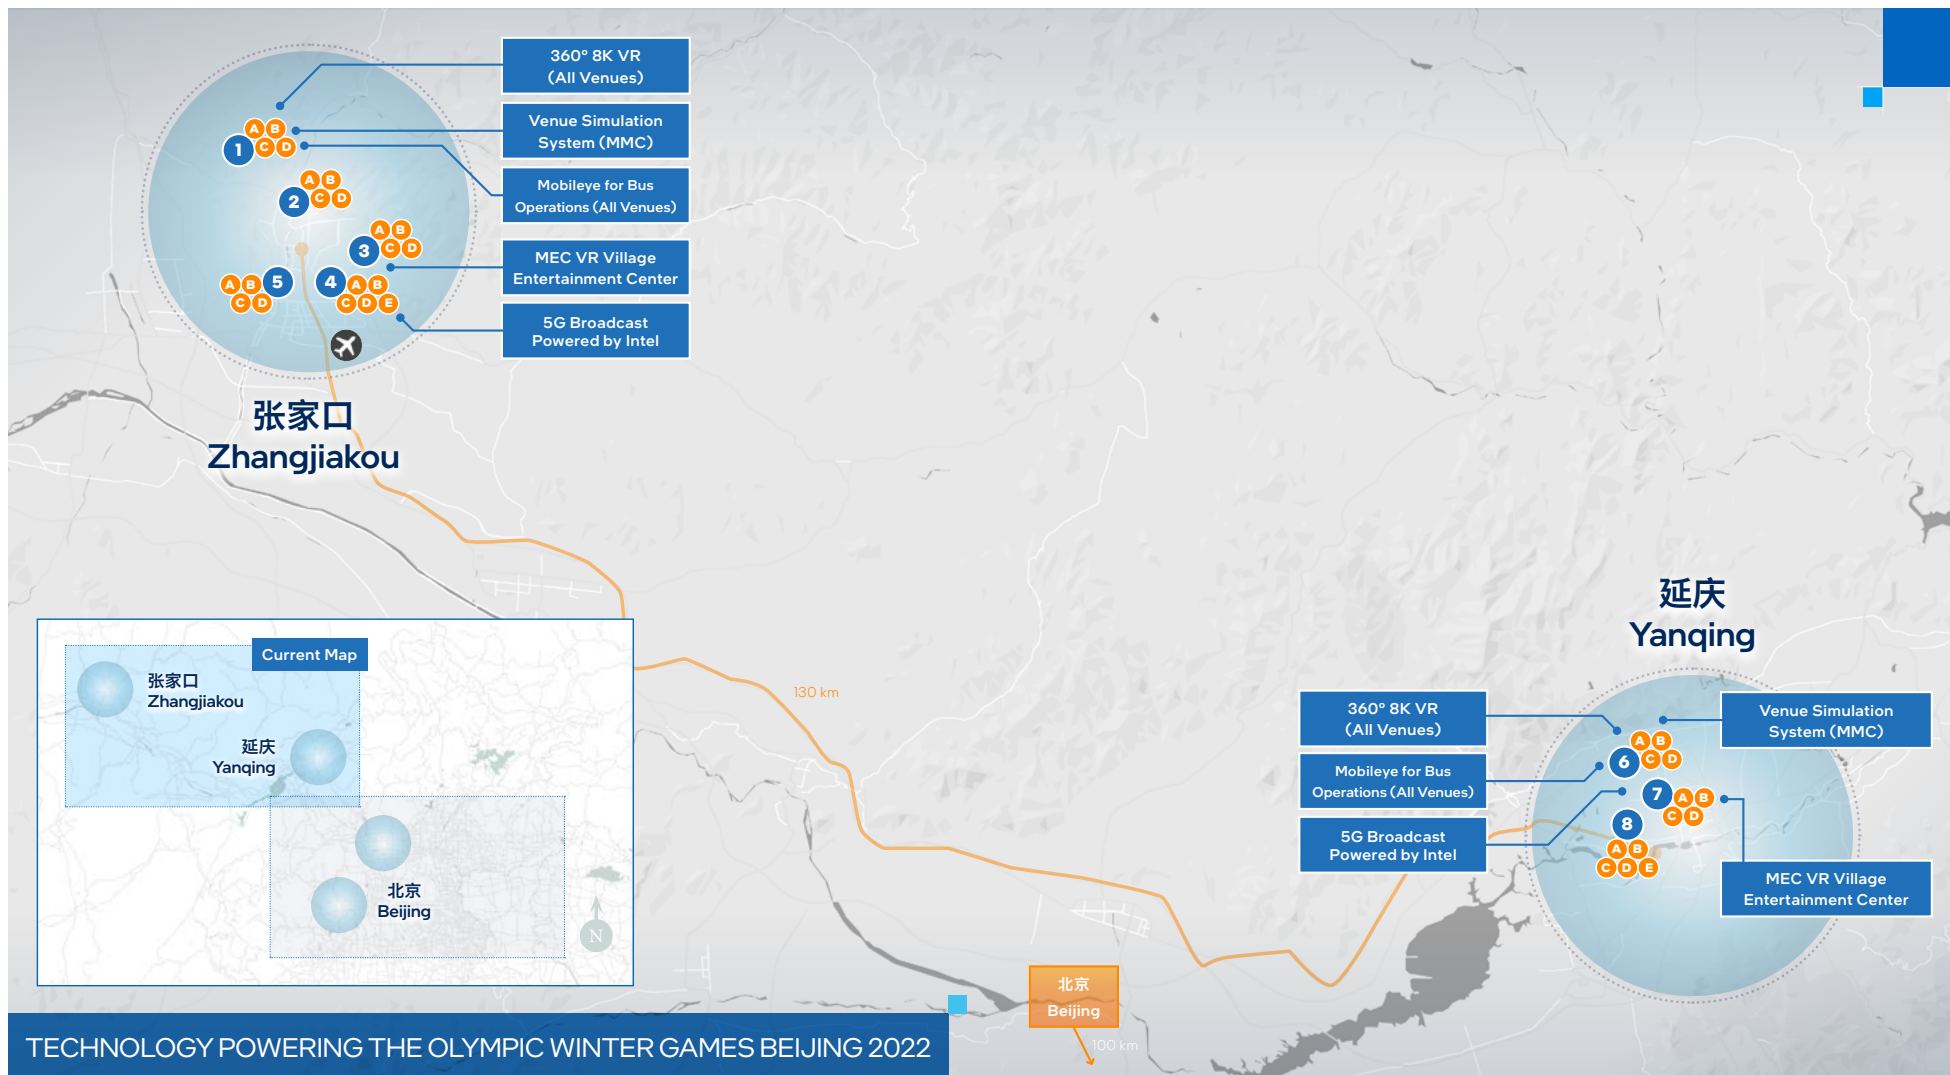 360° 8K VR
(All Venues)
Venue Simulation
System (MMC)
Mobileye for Bus
Operations (All Venues)
MEC VR Village
Entertainment Center
5G Broadcast
Powered by Intel
A B
1 C D
A B
2 C D
A B
3 C D
A B 5
C D
4 A B
C D E
张家口
Zhangjiakou
延庆
Yanqing
360° 8K VR
(All Venues)
Mobileye for Bus
Operations (All Venues)
5G Broadcast
Powered by Intel
Venue Simulation
System (MMC)
MEC VR Village
Entertainment Center
A B
6 C D
7 A B
C D
8
A B
C D E
130 km
Current Map
张家口
Zhangjiakou
延庆
Yanqing
北京
Beijing
N
北京
Beijing
100 km
TECHNOLOGY POWERING THE OLYMPIC WINTER GAMES BEIJING 2022